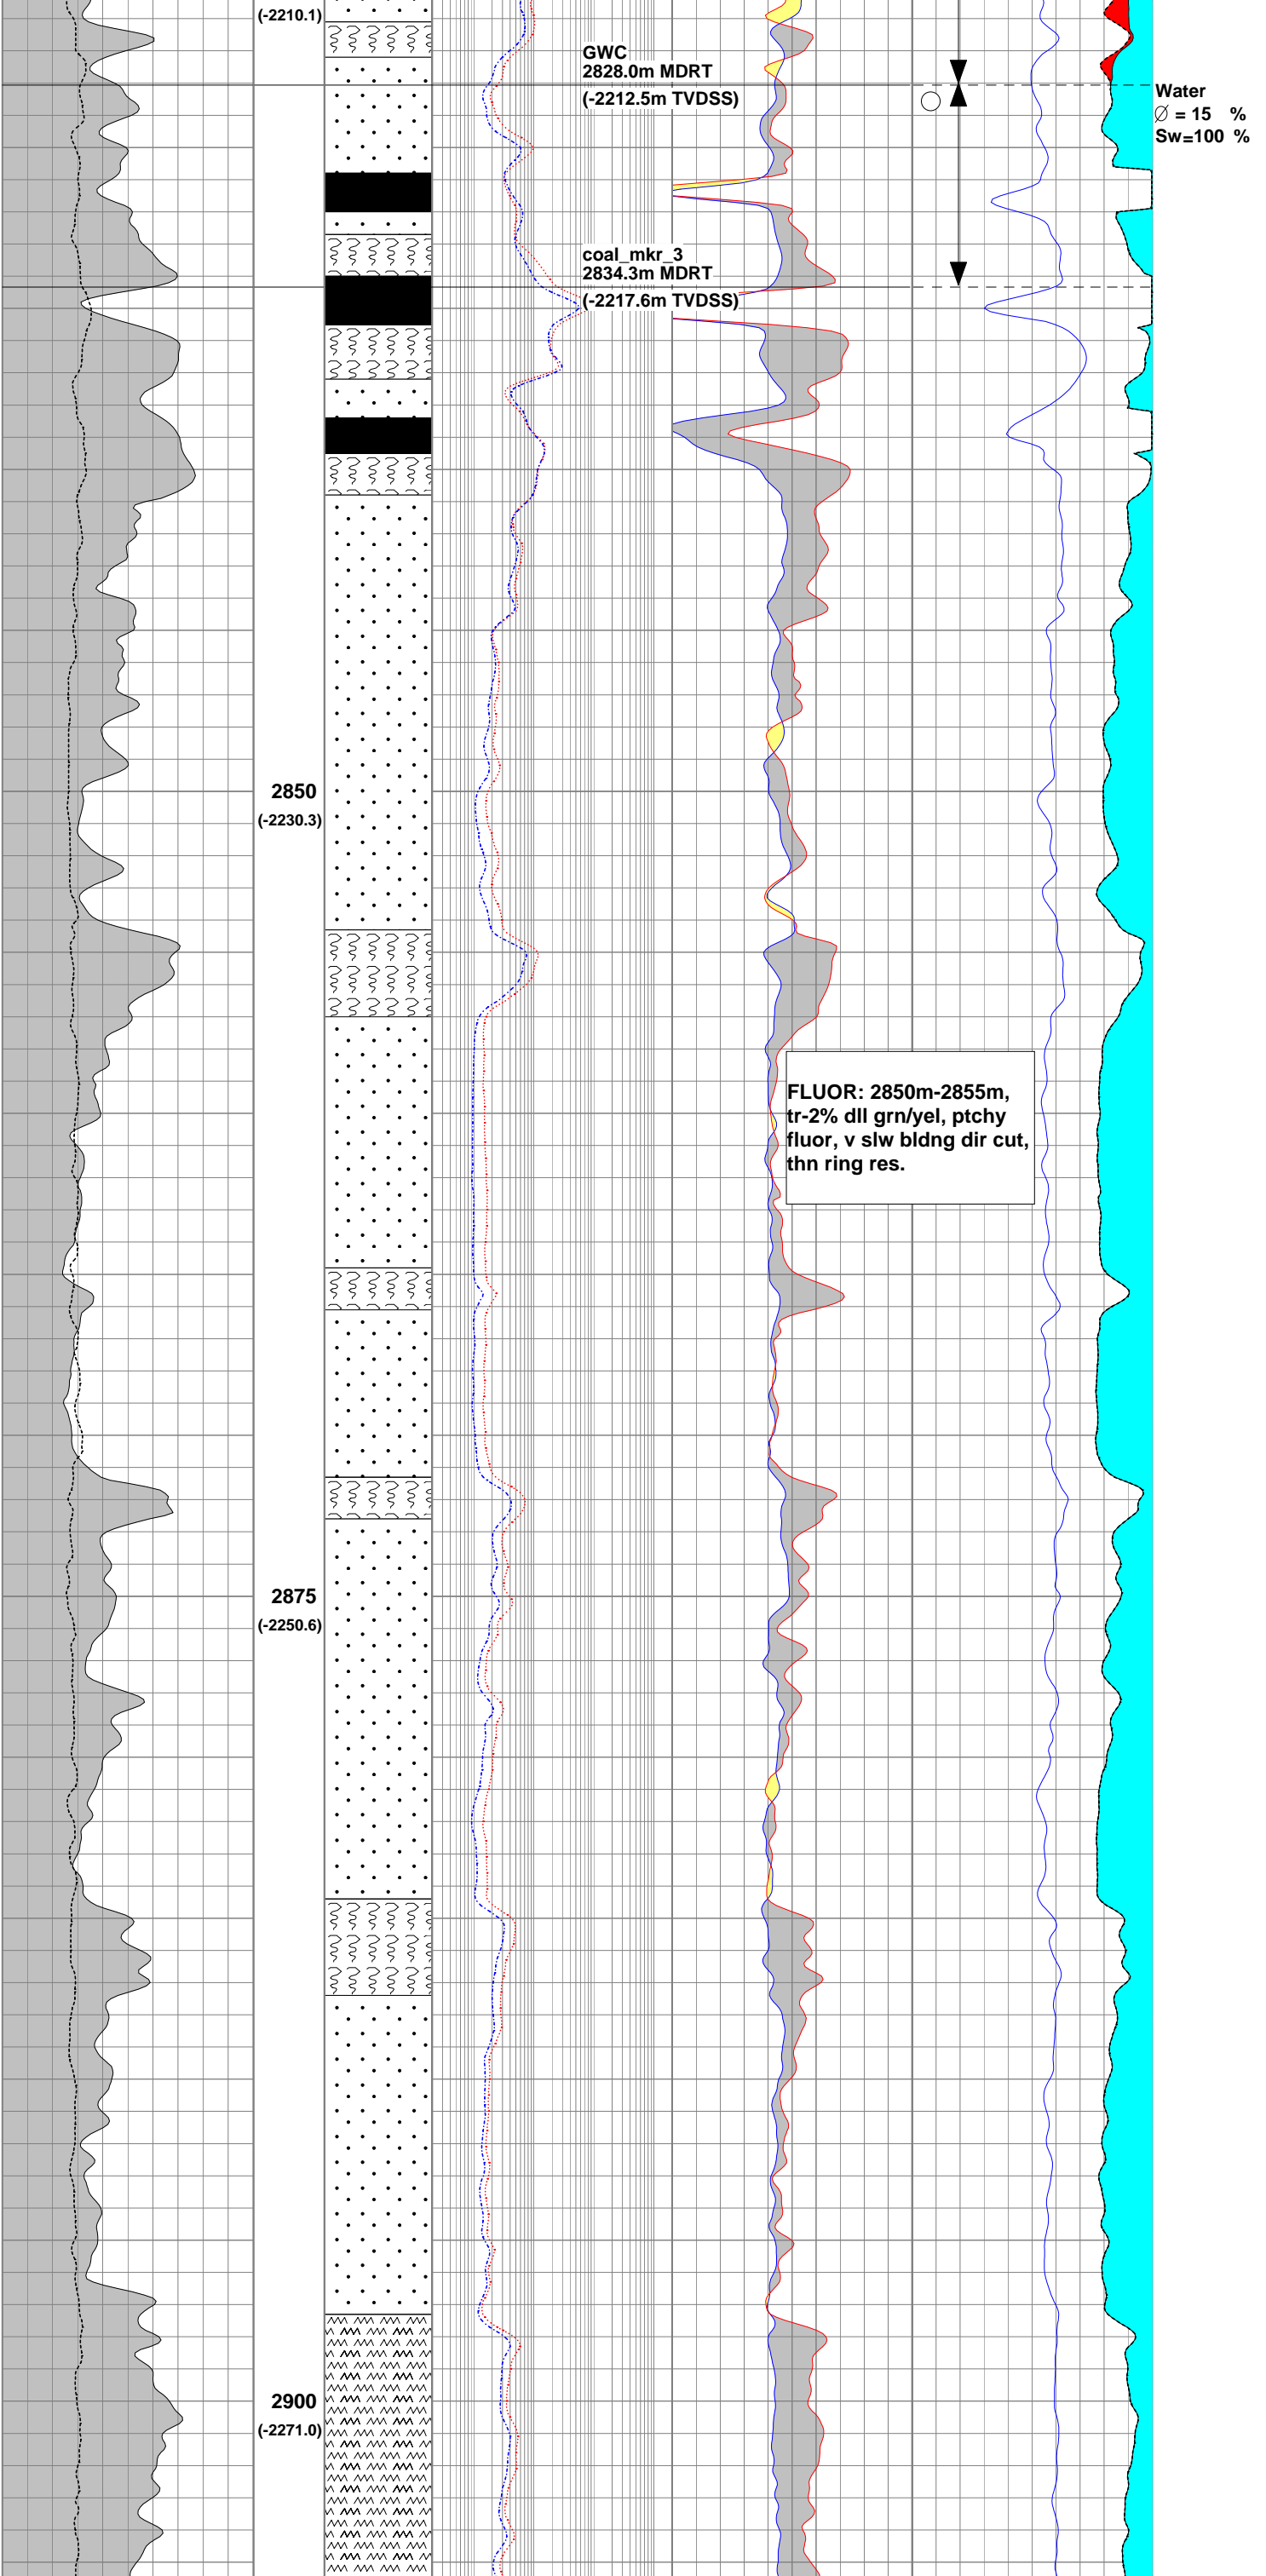 (-2210.1)
GWC
2828.0m MDRT
(-2212.5m TVDSS)
Water
Ø = 15 %
Sw=100 %
coal_mkr_3
2834.3m MDRT
(-2217.6m TVDSS)
2850
(-2230.3)
FLUOR: 2850m-2855m,
tr-2% dll grn/yel, ptchy
fluor, v slw bldng dir cut,
thn ring res.
2875
(-2250.6)
2900
(-2271.0)